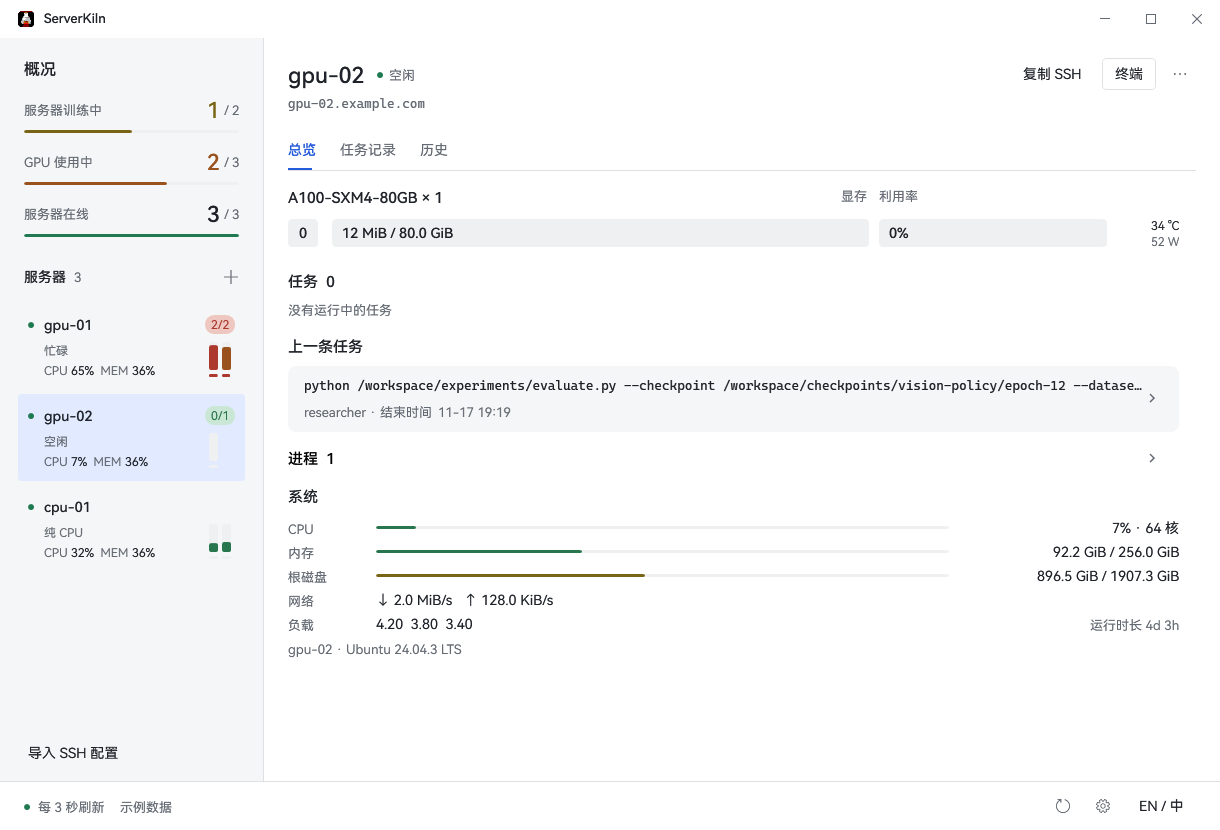 ServerKiln
概况
服务器训练中 1 / 2
GPU 使用中 2 / 3
服务器在线 3 / 3
服务器 3
gpu-01 2/2
忙碌
CPU 65% MEM 36%
gpu-02 0/1
空闲
CPU 7% MEM 36%
cpu-01
纯 CPU
CPU 32% MEM 36%
导入 SSH 配置
gpu-02 空闲
复制 SSH 终端 ···
gpu-02.example.com
总览 任务记录 历史
A100-SXM4-80GB × 1 显存 利用率
0 12 MiB / 80.0 GiB 0% 34 ℃
52 W
任务 0
没有运行中的任务
上一条任务
python /workspace/experiments/evaluate.py --checkpoint /workspace/checkpoints/vision-policy/epoch-12 --datase…
researcher · 结束时间 11-17 19:19
进程 1
系统
CPU 7% · 64 核
内存 92.2 GiB / 256.0 GiB
根磁盘 896.5 GiB / 1907.3 GiB
网络 ↓ 2.0 MiB/s ↑ 128.0 KiB/s
负载 4.20 3.80 3.40 运行时长 4d 3h
gpu-02 · Ubuntu 24.04.3 LTS
每 3 秒刷新 示例数据
EN / 中